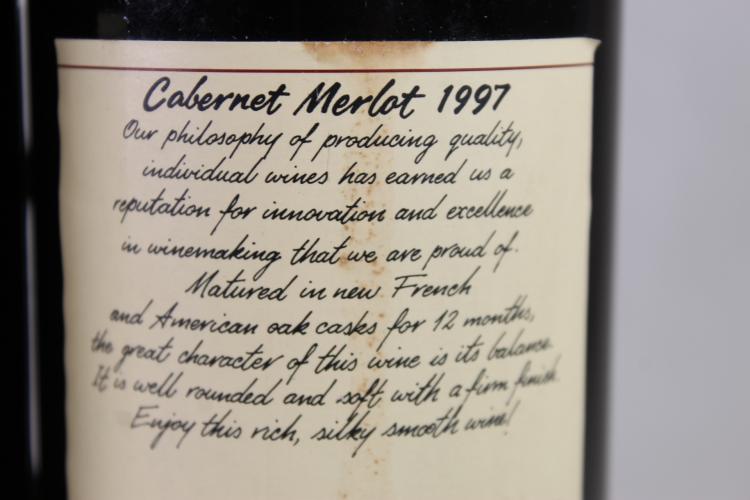 Cabernet Merlot 1997
Our philosophy of producing quality,
individual wines has earned us a
reputation for innovation and excellence
in winemaking that we are proud of.
Matured in new French
and American oak casks for 12 months,
the great character of this wine is its balance.
It is well rounded and soft with a firm finish.
Enjoy this rich, silky smooth wine!